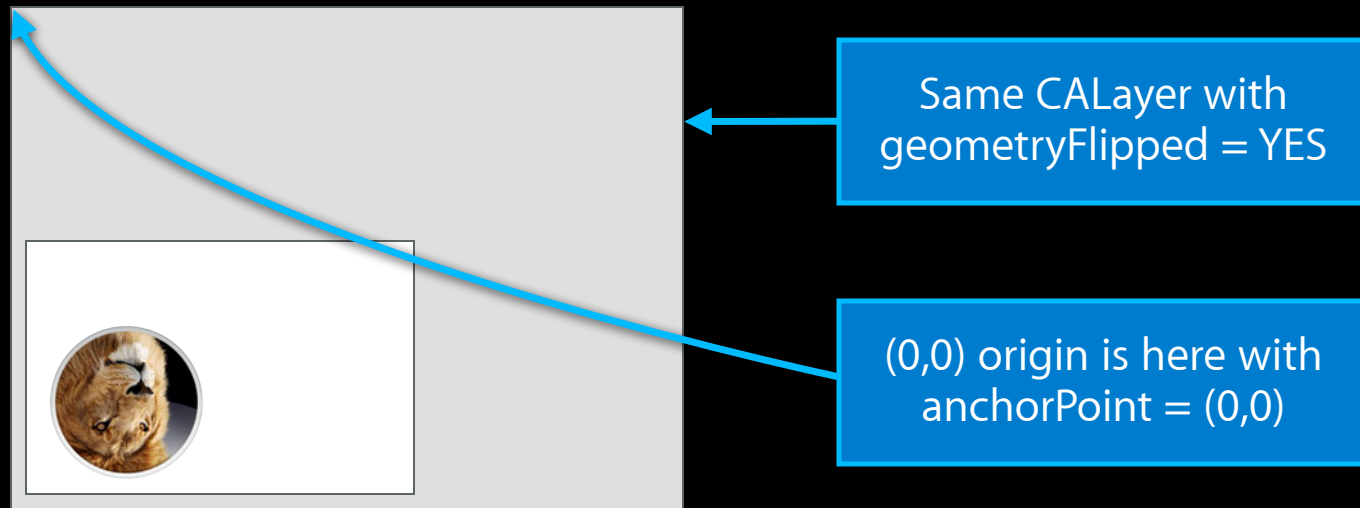 Same CALayer with
geometryFlipped = YES
(0,0) origin is here with
anchorPoint = (0,0)